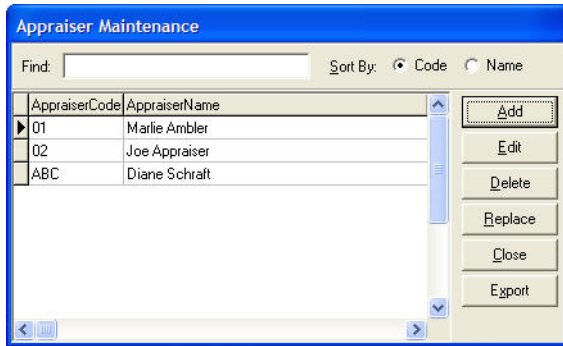 Appraiser Maintenance
Find: Sort By: Code Name
AppraiserCode AppraiserName
01 Marlie Ambler
02 Joe Appraiser
ABC Diane Schraft
Add
Edit
Delete
Replace
Close
Export